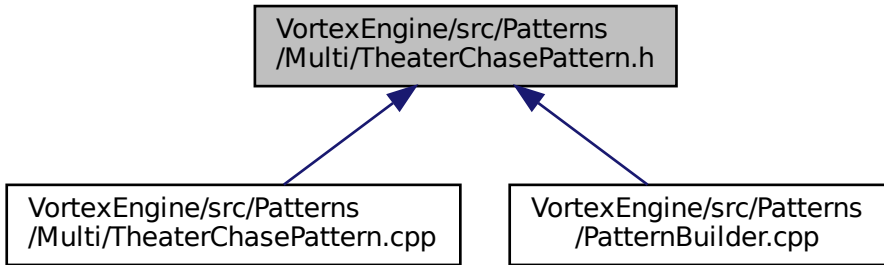 VortexEngine/src/Patterns
/Multi/TheaterChasePattern.h
VortexEngine/src/Patterns
/Multi/TheaterChasePattern.cpp
VortexEngine/src/Patterns
/PatternBuilder.cpp